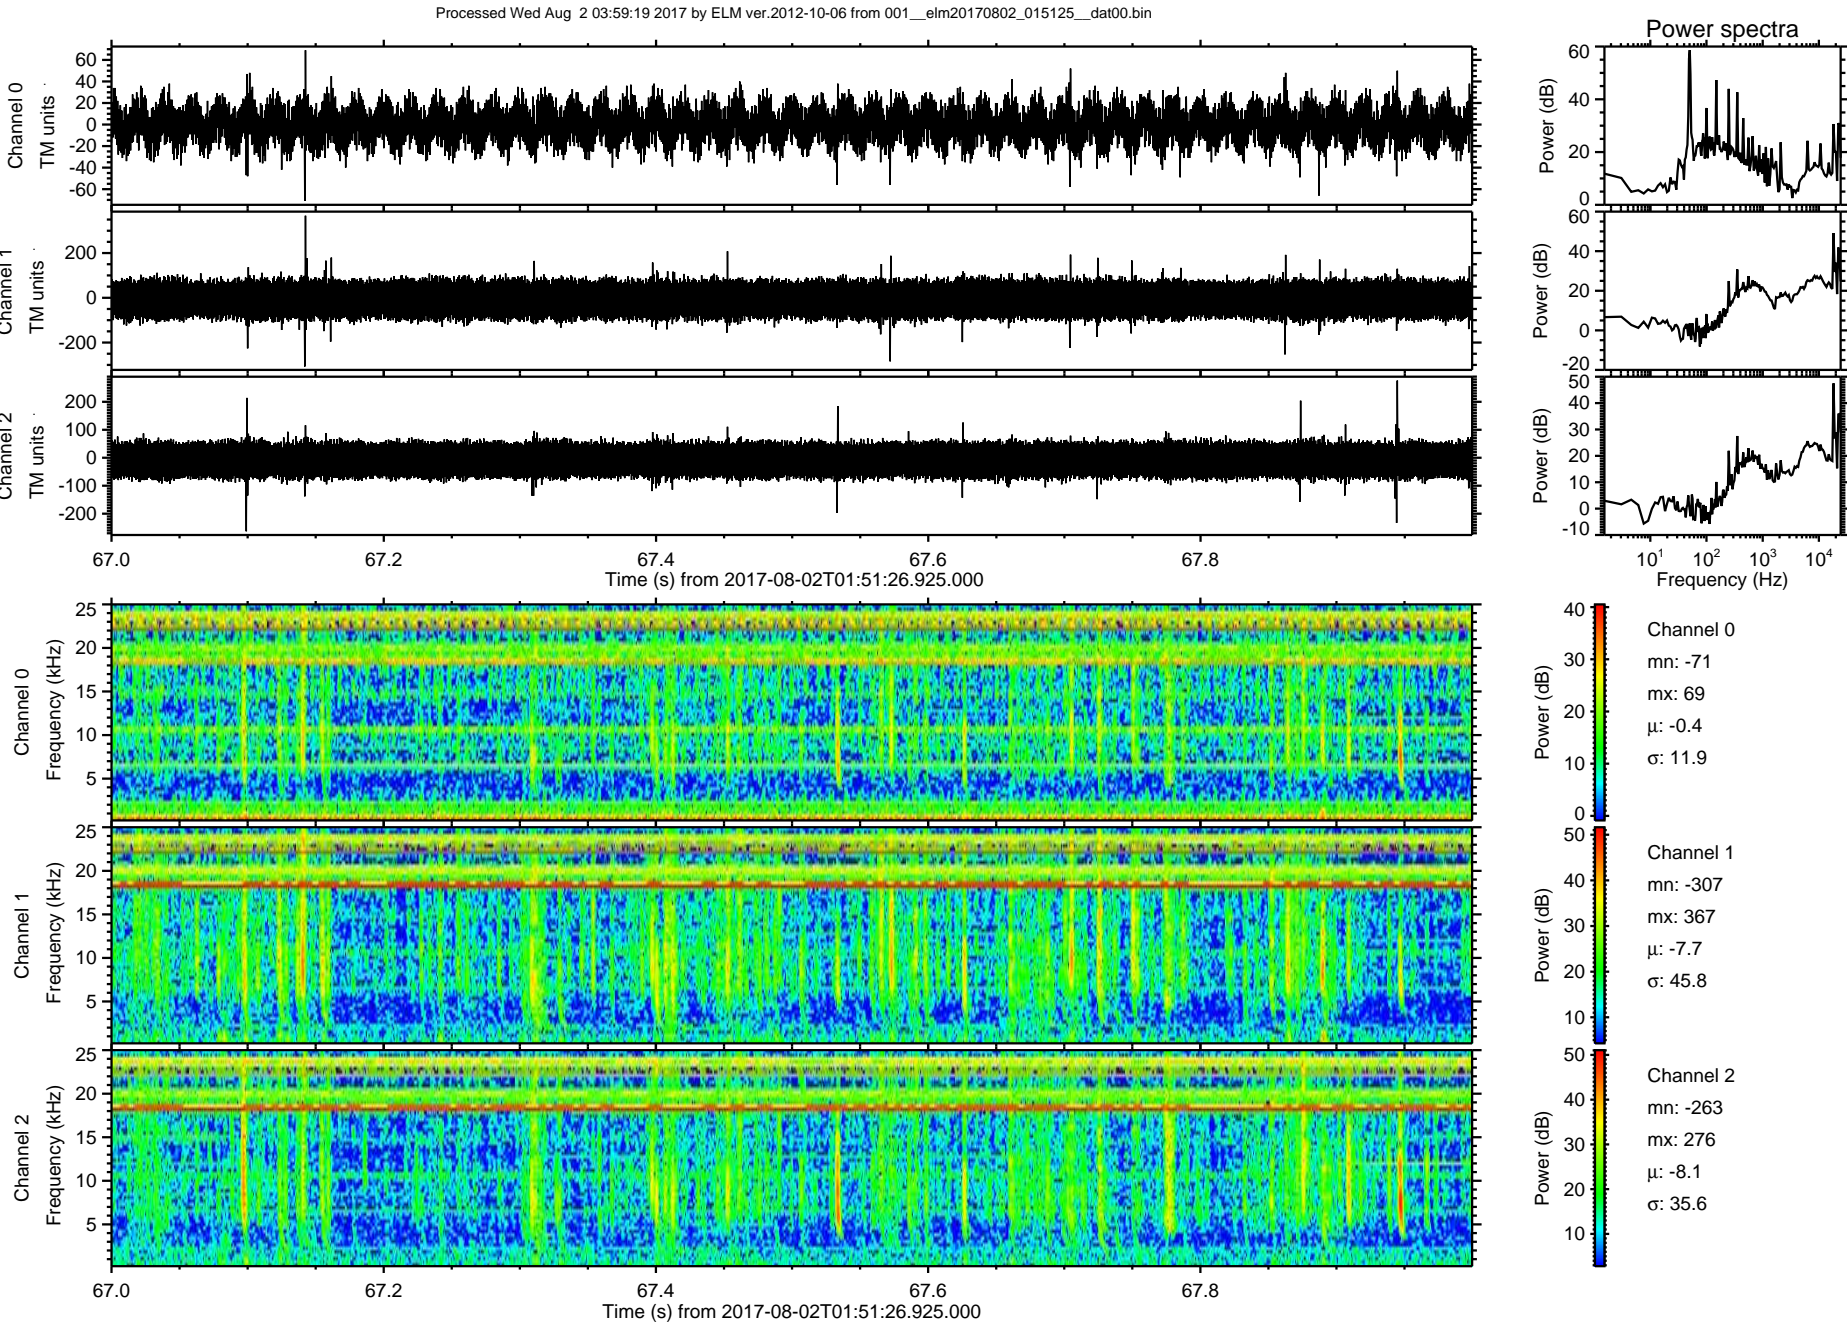 Processed Wed Aug  2 03:59:19 2017 by ELM ver.2012-10-06 from 001__elm20170802_015125__dat00.bin
Power spectra
Channel 0
TM units
60
40
20
0
-20
-40
-60
Power (dB)
60
40
20
0
Channel 1
TM units
200
0
-200
Power (dB)
60
40
20
0
-20
Channel 2
TM units
200
100
0
-100
-200
Power (dB)
50
40
30
20
10
0
-10
67.0 67.2 67.4 67.6 67.8
Time (s) from 2017-08-02T01:51:26.925.000
10^1 10^2 10^3 10^4
Frequency (Hz)
Channel 0
Frequency (kHz)
25
20
15
10
5
Power (dB)
40
30
20
10
0
Channel 0
mn: -71
mx: 69
μ: -0.4
σ: 11.9
Channel 1
Frequency (kHz)
25
20
15
10
5
Power (dB)
50
40
30
20
10
Channel 1
mn: -307
mx: 367
μ: -7.7
σ: 45.8
Channel 2
Frequency (kHz)
25
20
15
10
5
Power (dB)
50
40
30
20
10
Channel 2
mn: -263
mx: 276
μ: -8.1
σ: 35.6
67.0 67.2 67.4 67.6 67.8
Time (s) from 2017-08-02T01:51:26.925.000